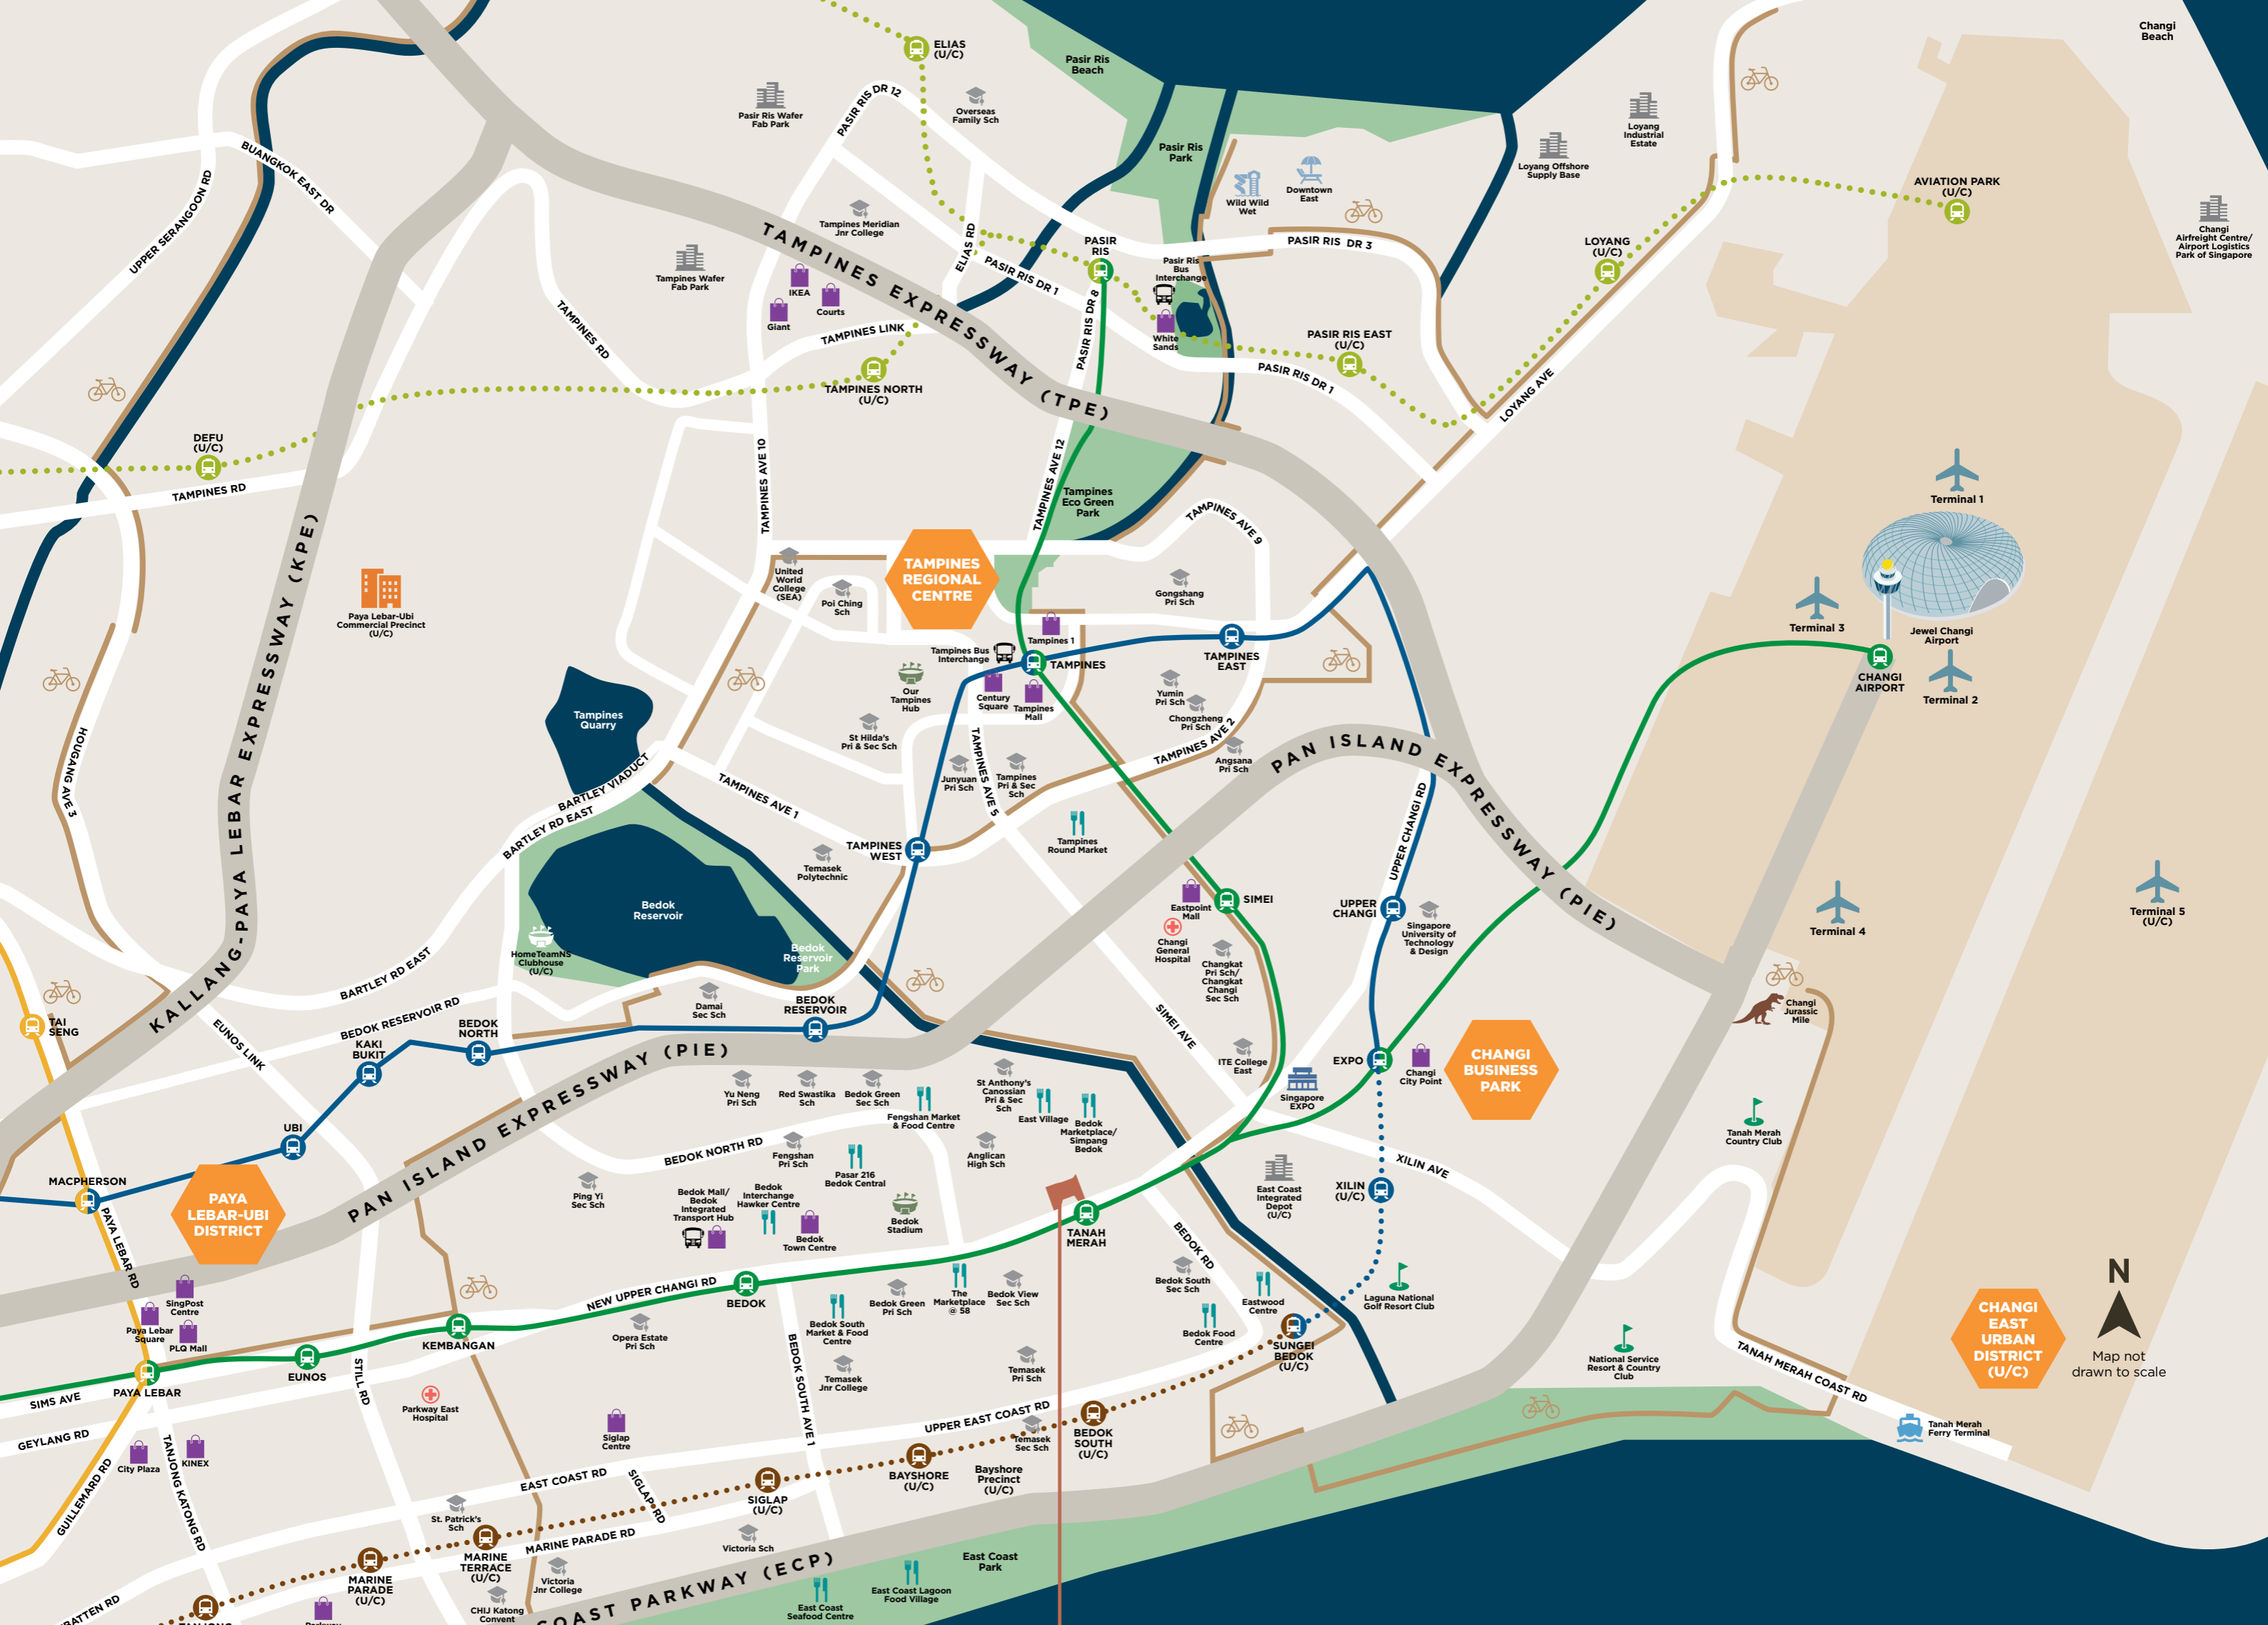 Changi
Beach
ELIAS
(U/C)
Pasir Ris
Beach
Pasir Ris Wafer
Fab Park
PASIR RIS DR 12
Overseas
Family Sch
Loyang
Industrial
Estate
Pasir Ris
Park
Loyang Offshore
Supply Base
BUANGKOK EAST DR
UPPER SERANGOON RD
Wild Wild
Wet
Downtown
East
AVIATION PARK
(U/C)
Tampines Meridian
Jnr College
Changi
Airfreight Centre/
Airport Logistics
Park of Singapore
TAMPINES EXPRESSWAY (TPE)
ELIAS RD
PASIR
RIS
PASIR RIS DR 3
LOYANG
(U/C)
Tampines Wafer
Fab Park
IKEA
Courts
Giant
PASIR RIS DR 1
Pasir Ris
Bus
Interchange
TAMPINES RD
TAMPINES LINK
PASIR RIS DR 8
White
Sands
PASIR RIS EAST
(U/C)
TAMPINES NORTH
(U/C)
PASIR RIS DR 1
LOYANG AVE
DEFU
(U/C)
TAMPINES RD
TAMPINES AVE 10
TAMPINES AVE 12
Tampines
Eco Green
Park
TAMPINES AVE 9
Terminal 1
KALLANG-PAYA LEBAR EXPRESSWAY (KPE)
Paya Lebar-Ubi
Commercial Precinct
(U/C)
United
World
College
(SEA)
Poi Ching
Sch
TAMPINES
REGIONAL
CENTRE
Gongshang
Pri Sch
Terminal 3
Jewel Changi
Airport
Tampines 1
Tampines Bus
Interchange
TAMPINES
TAMPINES
EAST
CHANGI
AIRPORT
Terminal 2
Our
Tampines
Hub
Century
Square
Tampines
Mall
Yumin
Pri Sch
Chongzheng
Pri Sch
Tampines
Quarry
St Hilda's
Pri & Sec Sch
TAMPINES AVE 5
TAMPINES AVE 2
Angsana
Pri Sch
PAN ISLAND EXPRESSWAY (PIE)
HOUGANG AVE 3
BARTLEY VIADUCT
BARTLEY RD EAST
TAMPINES AVE 1
Junyuan
Pri Sch
Tampines
Pri & Sec
Sch
UPPER CHANGI RD
TAMPINES
WEST
Tampines
Round Market
Temasek
Polytechnic
Bedok
Reservoir
Eastpoint
Mall
SIMEI
UPPER
CHANGI
Singapore
University of
Technology
& Design
Terminal 4
Terminal 5
(U/C)
HomeTeamNS
Clubhouse
(U/C)
Bedok
Reservoir
Park
Changi
General
Hospital
Changkat
Pri Sch/
Changkat
Changi
Sec Sch
BARTLEY RD EAST
BEDOK RESERVOIR RD
Damai
Sec Sch
BEDOK
RESERVOIR
SIMEI AVE
Changi
Jurassic
Mile
TAI
SENG
EUNOS LINK
KAKI
BUKIT
BEDOK
NORTH
PAN ISLAND EXPRESSWAY (PIE)
ITE College
East
EXPO
Changi
City Point
CHANGI
BUSINESS
PARK
Singapore
EXPO
Yu Neng
Pri Sch
Red Swastika
Sch
Bedok Green
Sec Sch
Fengshan Market
& Food Centre
St Anthony's
Canossian
Pri & Sec
Sch
East Village
Bedok
Marketplace/
Simpang
Bedok
Tanah Merah
Country Club
UBI
BEDOK NORTH RD
Fengshan
Pri Sch
Pasar 216
Bedok Central
Anglican
High Sch
XILIN AVE
MACPHERSON
PAYA
LEBAR-UBI
DISTRICT
Ping Yi
Sec Sch
Bedok Mall/
Bedok
Integrated
Transport Hub
Bedok
Interchange
Hawker Centre
Bedok
Town Centre
Bedok
Stadium
East Coast
Integrated
Depot
(U/C)
XILIN
(U/C)
TANAH
MERAH
BEDOK RD
PAYA LEBAR RD
SingPost
Centre
Paya Lebar
Square
PLQ Mall
NEW UPPER CHANGI RD
BEDOK
Bedok South
Market & Food
Centre
Bedok Green
Pri Sch
The
Marketplace
@ 58
Bedok View
Sec Sch
Bedok South
Sec Sch
Eastwood
Centre
Bedok Food
Centre
Laguna National
Golf Resort Club
N
Map not
drawn to scale
CHANGI
EAST
URBAN
DISTRICT
(U/C)
KEMBANGAN
Opera Estate
Pri Sch
SUNGEI
BEDOK
(U/C)
National Service
Resort & Country
Club
TANAH MERAH COAST RD
EUNOS
PAYA LEBAR
SIMS AVE
STILL RD
Parkway East
Hospital
BEDOK SOUTH AVE 1
Temasek
Jnr College
Temasek
Pri Sch
UPPER EAST COAST RD
Temasek
Sec Sch
BEDOK
SOUTH
(U/C)
Tanah Merah
Ferry Terminal
GEYLANG RD
City Plaza
KINEX
Siglap
Centre
GUILLEMARD RD
TANJONG KATONG RD
EAST COAST RD
SIGLAP RD
SIGLAP
(U/C)
BAYSHORE
(U/C)
Bayshore
Precinct
(U/C)
St. Patrick's
Sch
MARINE
TERRACE
(U/C)
MARINE PARADE RD
Victoria Sch
MARINE
PARADE
(U/C)
Victoria
Jnr College
CHIJ Katong
Convent
COAST PARKWAY (ECP)
East Coast
Park
East Coast
Seafood Centre
East Coast Lagoon
Food Village